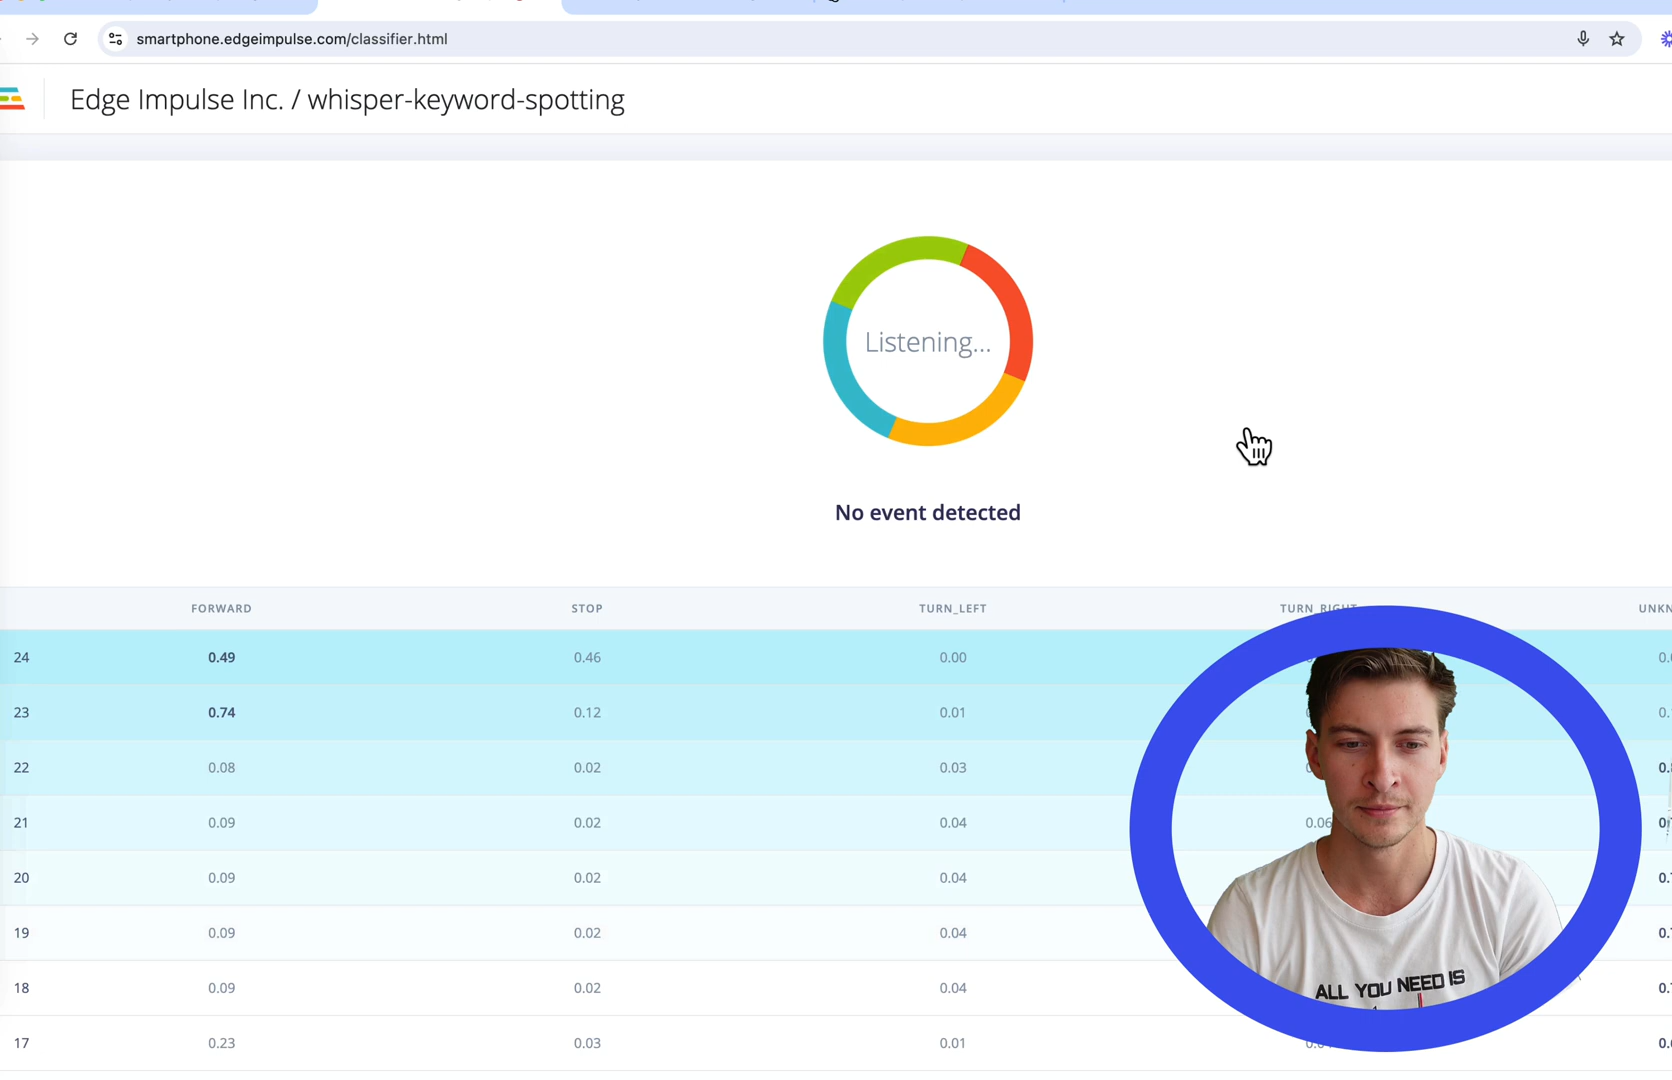 smartphone.edgeimpulse.com/classifier.html
Edge Impulse Inc. / whisper-keyword-spotting
Listening...
No event detected
FORWARD STOP TURN_LEFT TURN_RIGHT
24 0.49 0.46 0.00
23 0.74 0.12 0.01
22 0.08 0.02 0.03
21 0.09 0.02 0.04 0.06
20 0.09 0.02 0.04
19 0.09 0.02 0.04
18 0.09 0.02 0.04
17 0.23 0.03 0.01
ALL YOU NEED IS